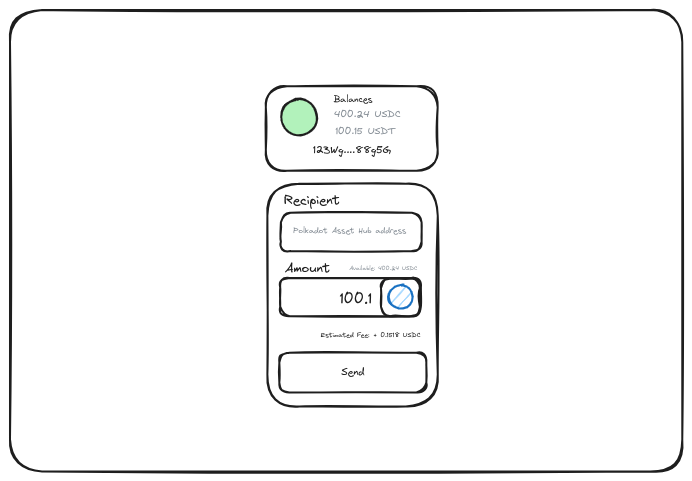 Balances
400.24 USDC
100.15 USDT
123Wg....88g5G
Recipient
Polkadot Asset Hub address
Amount
Available: 400.24 USDC
100.1
Estimated Fee: + 0.1518 USDC
Send